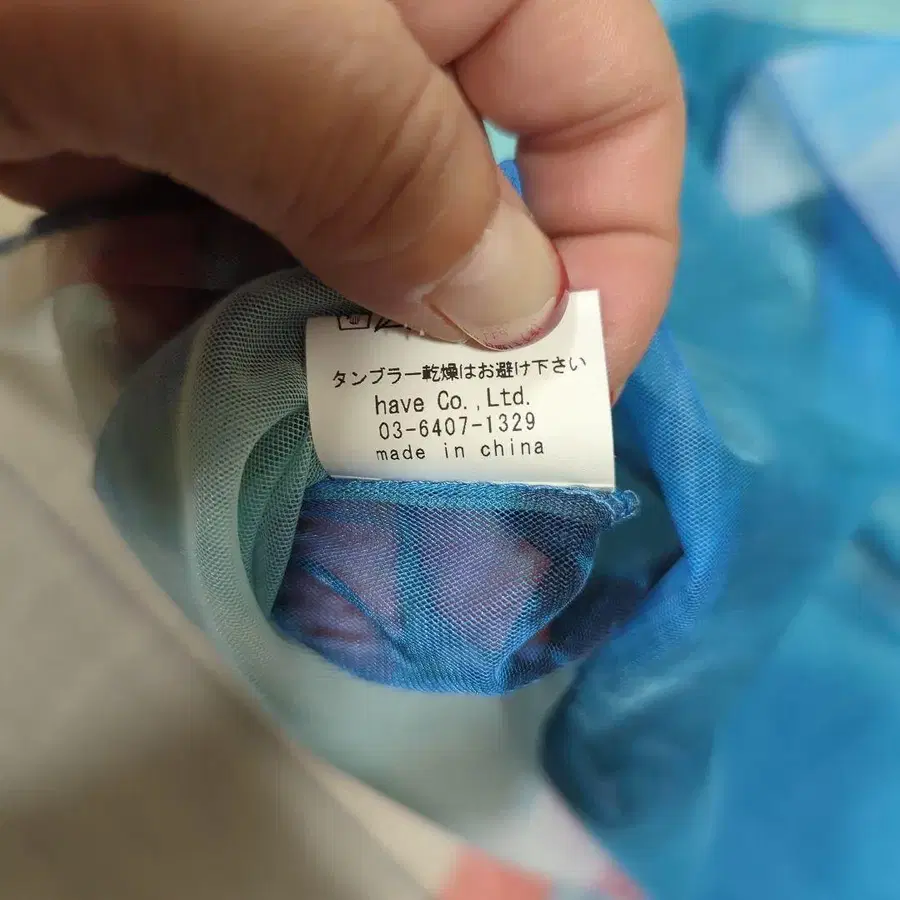 タンブラー乾燥はお避け下さい
have Co.,Ltd.
03-6407-1329
made in china